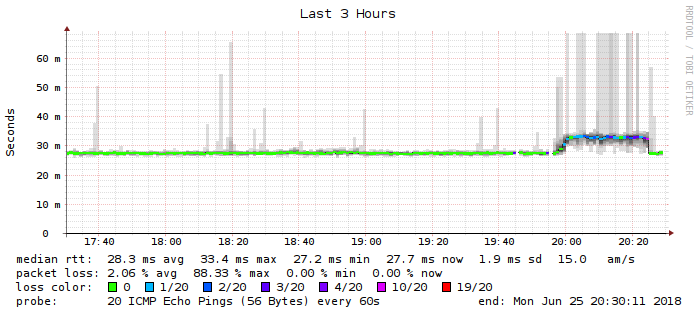 Last 3 Hours
RRDTOOL / TOBI OETIKER
Seconds
60 m
50 m
40 m
30 m
20 m
10 m
0
17:40 18:00 18:20 18:40 19:00 19:20 19:40 20:00 20:20
median rtt: 28.3 ms avg 33.4 ms max 27.2 ms min 27.7 ms now 1.9 ms sd 15.0 am/s
packet loss: 2.06 % avg 88.33 % max 0.00 % min 0.00 % now
loss color: 0 1/20 2/20 3/20 4/20 10/20 19/20
probe: 20 ICMP Echo Pings (56 Bytes) every 60s end: Mon Jun 25 20:30:11 2018